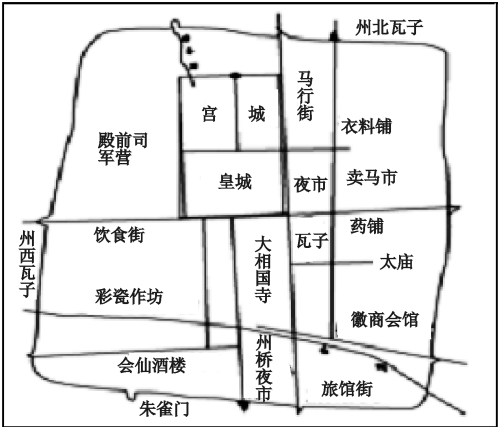 州北瓦子
马行街
宫
城
衣料铺
殿前司
军营
皇城
夜市
卖马市
药铺
饮食街
瓦子
大相国寺
州西瓦子
太庙
彩瓷作坊
徽商会馆
州桥夜市
会仙酒楼
旅馆街
朱雀门